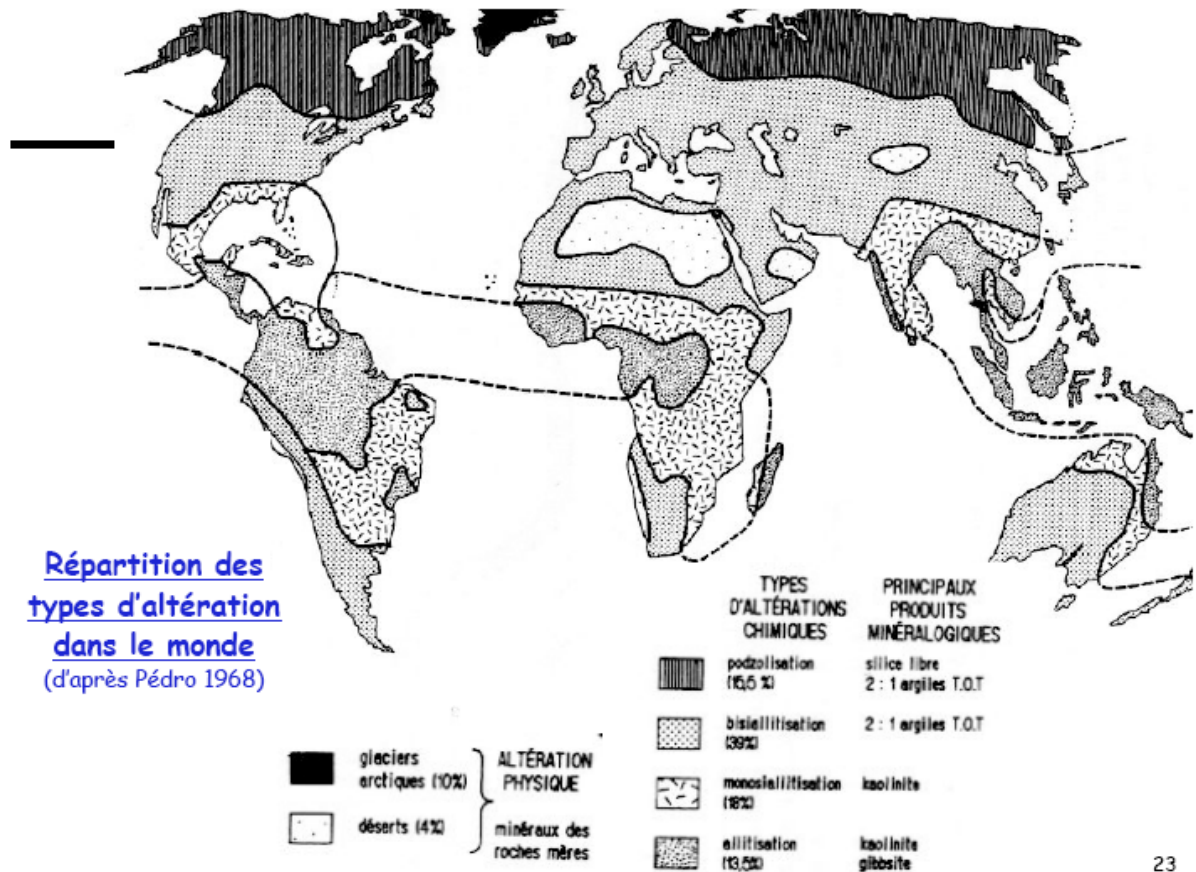 Répartition des
types d'altération
dans le monde
(d'après Pédro 1968)
glaciers
arctiques (10%)
déserts (4%)
ALTÉRATION
PHYSIQUE
minéraux des
roches mères
TYPES
D'ALTÉRATIONS
CHIMIQUES
PRINCIPAUX
PRODUITS
MINÉRALOGIQUES
podzolisation
(15,5 %)
silice libre
2 : 1 argiles T.O.T
bisiallitisation
(39%)
2 : 1 argiles T.O.T
monosiallitisation
(18%)
kaolinite
allitisation
(13,5%)
kaolinite
gibbsite
23